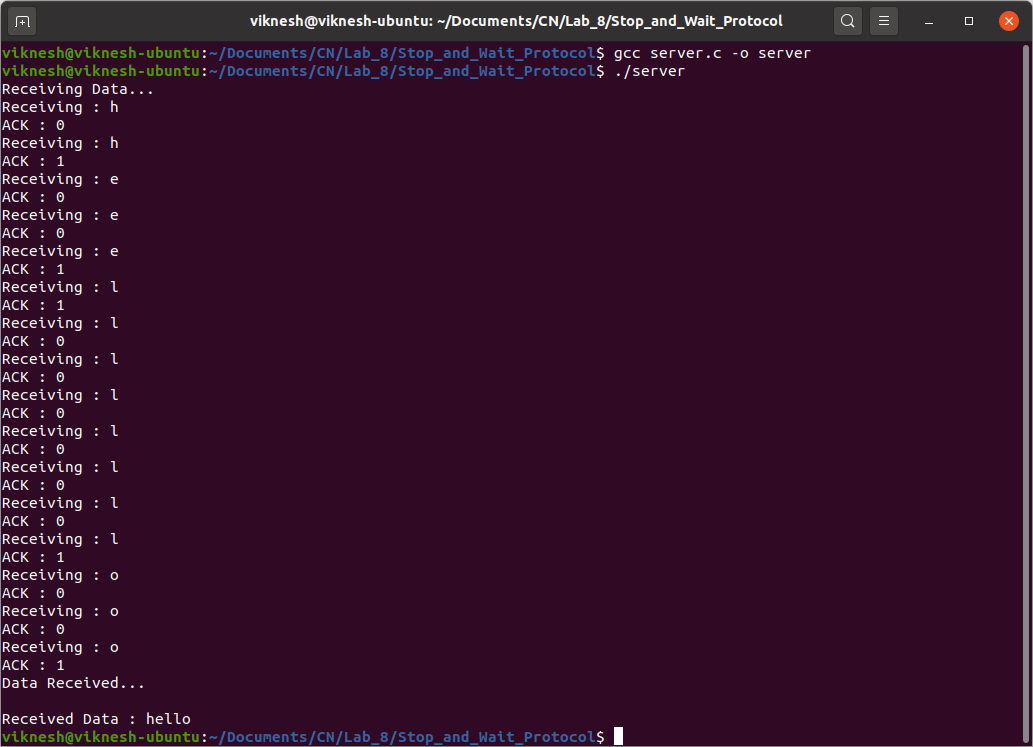 viknesh@viknesh-ubuntu: ~/Documents/CN/Lab_8/Stop_and_Wait_Protocol
viknesh@viknesh-ubuntu:~/Documents/CN/Lab_8/Stop_and_Wait_Protocol$ gcc server.c -o server
viknesh@viknesh-ubuntu:~/Documents/CN/Lab_8/Stop_and_Wait_Protocol$ ./server
Receiving Data...
Receiving : h
ACK : 0
Receiving : h
ACK : 1
Receiving : e
ACK : 0
Receiving : e
ACK : 0
Receiving : e
ACK : 1
Receiving : l
ACK : 1
Receiving : l
ACK : 0
Receiving : l
ACK : 0
Receiving : l
ACK : 0
Receiving : l
ACK : 0
Receiving : l
ACK : 0
Receiving : l
ACK : 0
Receiving : l
ACK : 1
Receiving : o
ACK : 0
Receiving : o
ACK : 0
Receiving : o
ACK : 1
Data Received...

Received Data : hello
viknesh@viknesh-ubuntu:~/Documents/CN/Lab_8/Stop_and_Wait_Protocol$